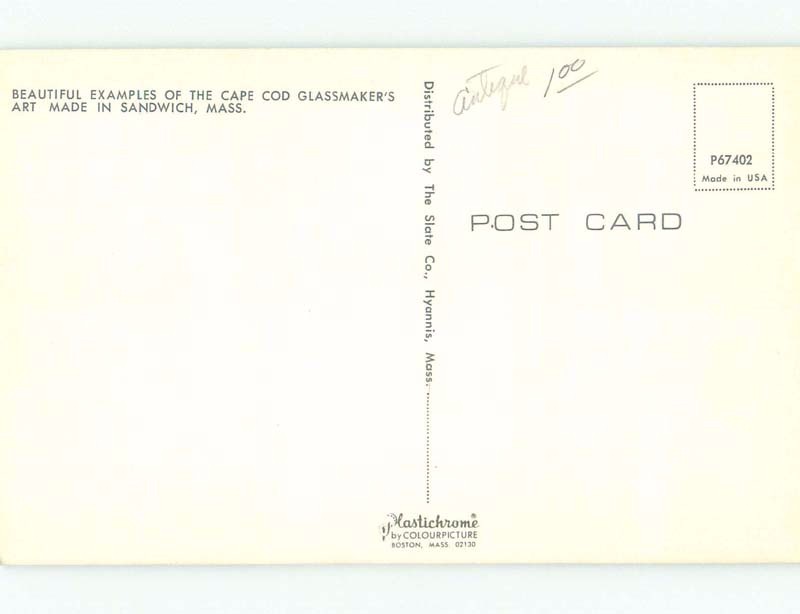 BEAUTIFUL EXAMPLES OF THE CAPE COD GLASSMAKER'S
ART MADE IN SANDWICH, MASS.
Distributed by The Slate Co., Hyannis, Mass.
antique 1.00
P67402
Made in USA
POST CARD
Plastichrome®
by COLOURPICTURE
BOSTON, MASS. 02130